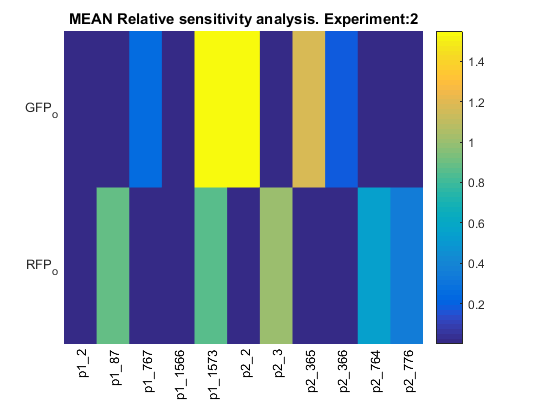 MEAN Relative sensitivity analysis. Experiment:2
GFPo
RFPo
p1_2
p1_87
p1_767
p1_1566
p1_1573
p2_2
p2_3
p2_365
p2_366
p2_764
p2_776
1.4
1.2
1
0.8
0.6
0.4
0.2